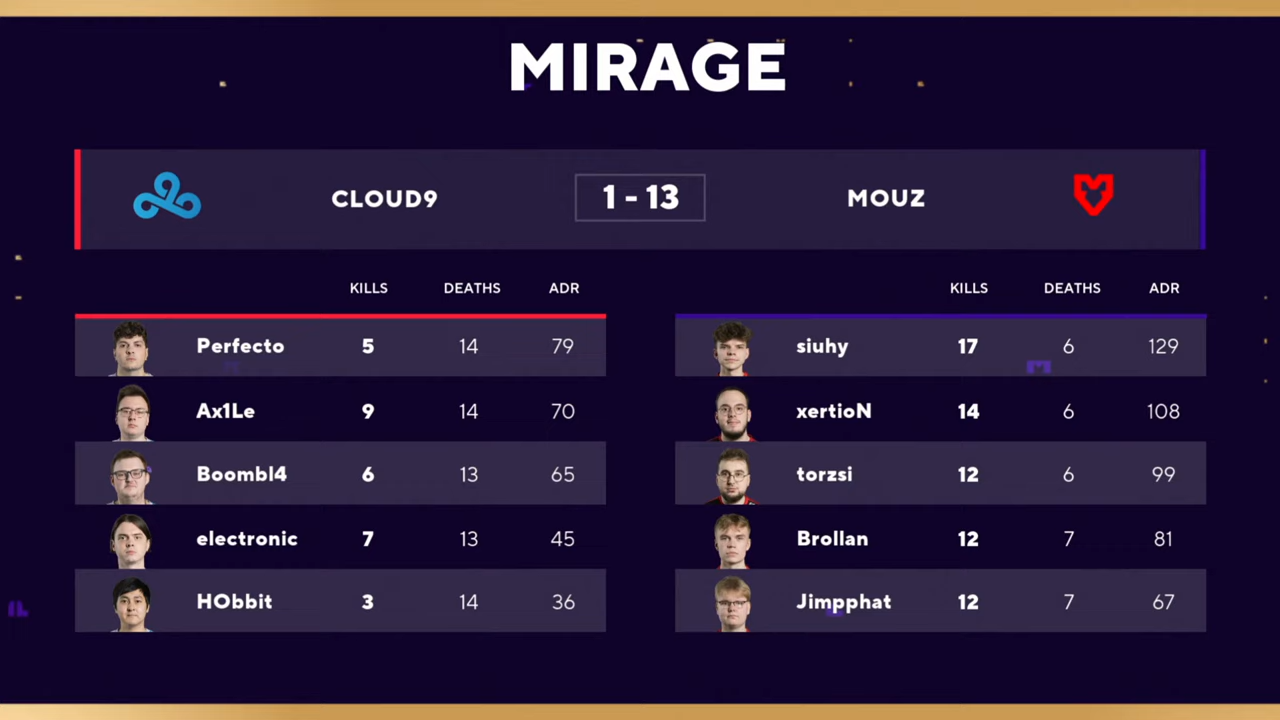 MIRAGE
CLOUD9 1 - 13 MOUZ
KILLS DEATHS ADR KILLS DEATHS ADR
Perfecto 5 14 79 siuhy 17 6 129
Ax1Le 9 14 70 xertioN 14 6 108
Boombl4 6 13 65 torzsi 12 6 99
electronic 7 13 45 Brollan 12 7 81
HObbit 3 14 36 Jimpphat 12 7 67